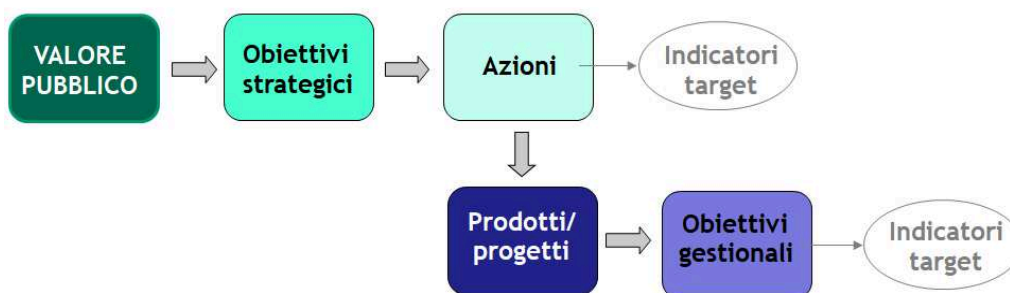 VALORE
PUBBLICO
Obiettivi
strategici
Azioni
Indicatori
target
Prodotti/
progetti
Obiettivi
gestionali
Indicatori
target